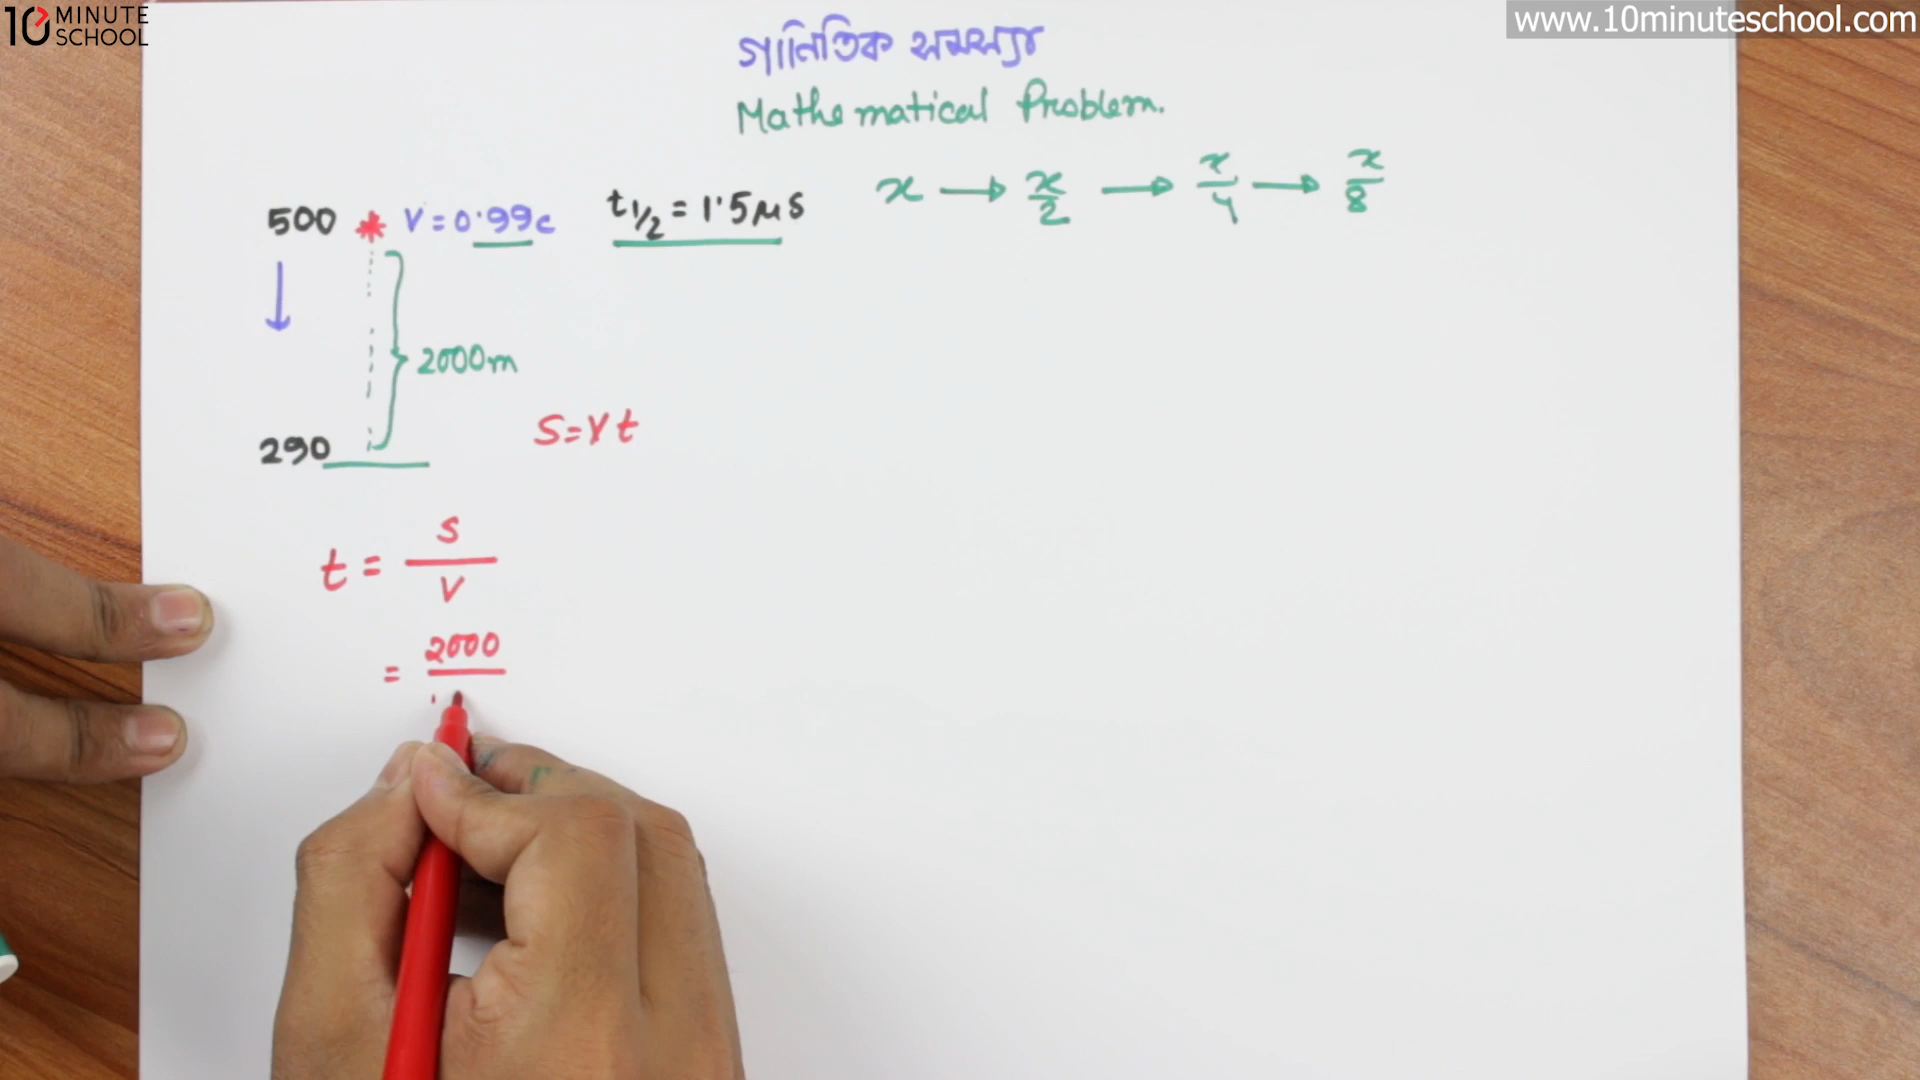 10 MINUTE SCHOOL
www.10minuteschool.com
গানিতিক সমস্যা
Mathematical Problem.
500 V = 0.99c t1/2 = 1.5μs x → x/2 → x/4 → x/8
2000m
290
S=Vt
t = S/V
= 2000